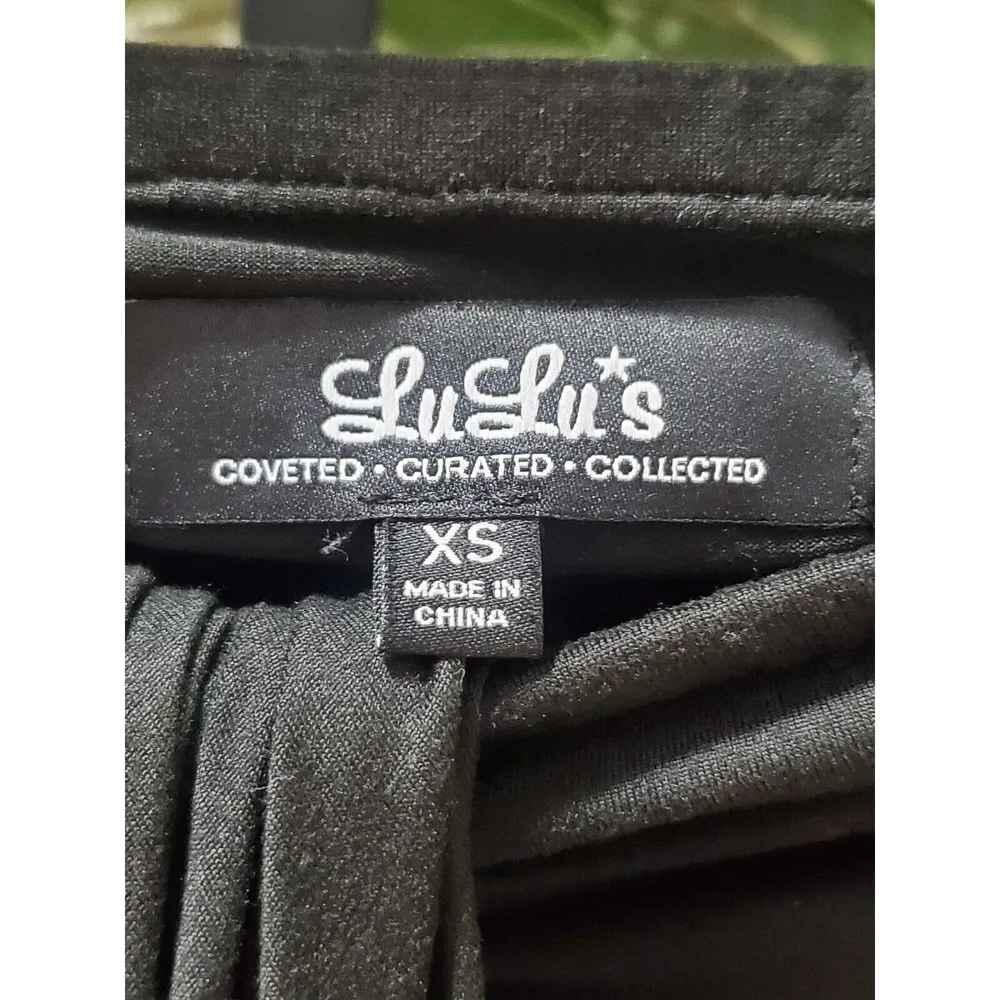 LuLu's
COVETED • CURATED • COLLECTED
XS
MADE IN
CHINA